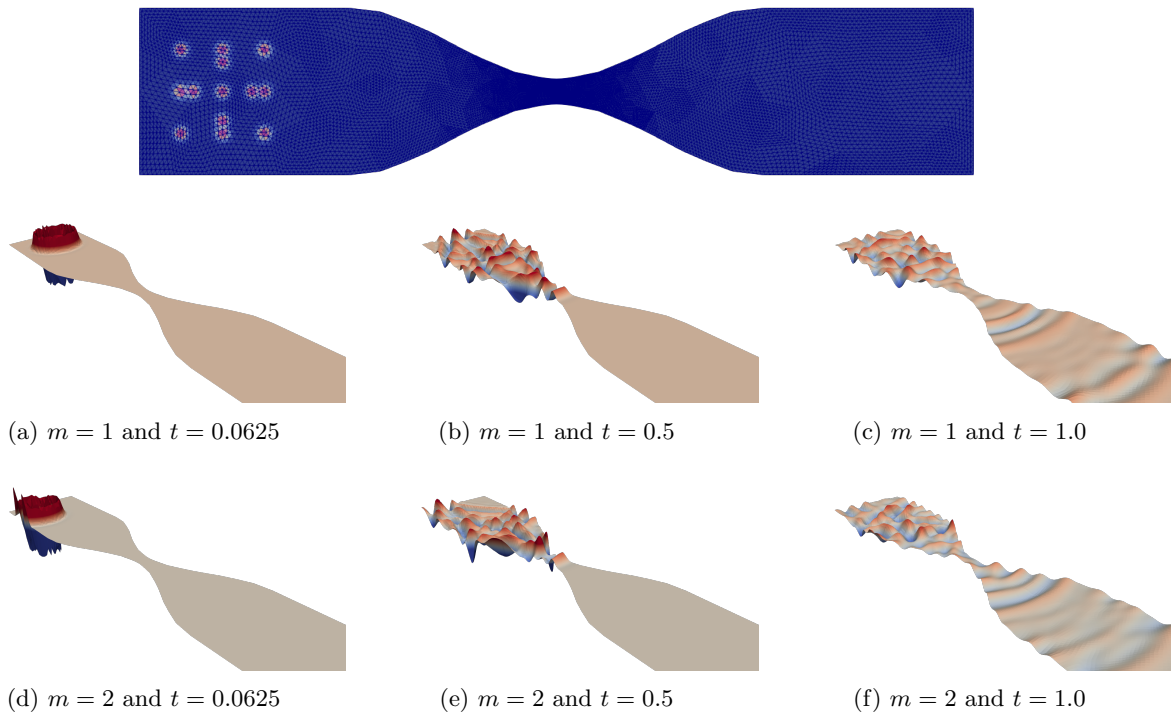 (a) m = 1 and t = 0.0625
(b) m = 1 and t = 0.5
(c) m = 1 and t = 1.0
(d) m = 2 and t = 0.0625
(e) m = 2 and t = 0.5
(f) m = 2 and t = 1.0